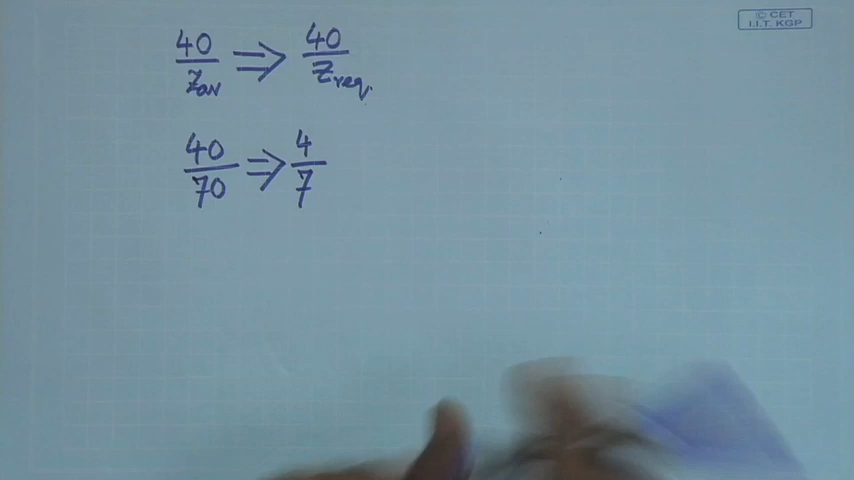 © CET
I.I.T. KGP
40/Zav ⇒ 40/Zreq.
40/70 ⇒ 4/7